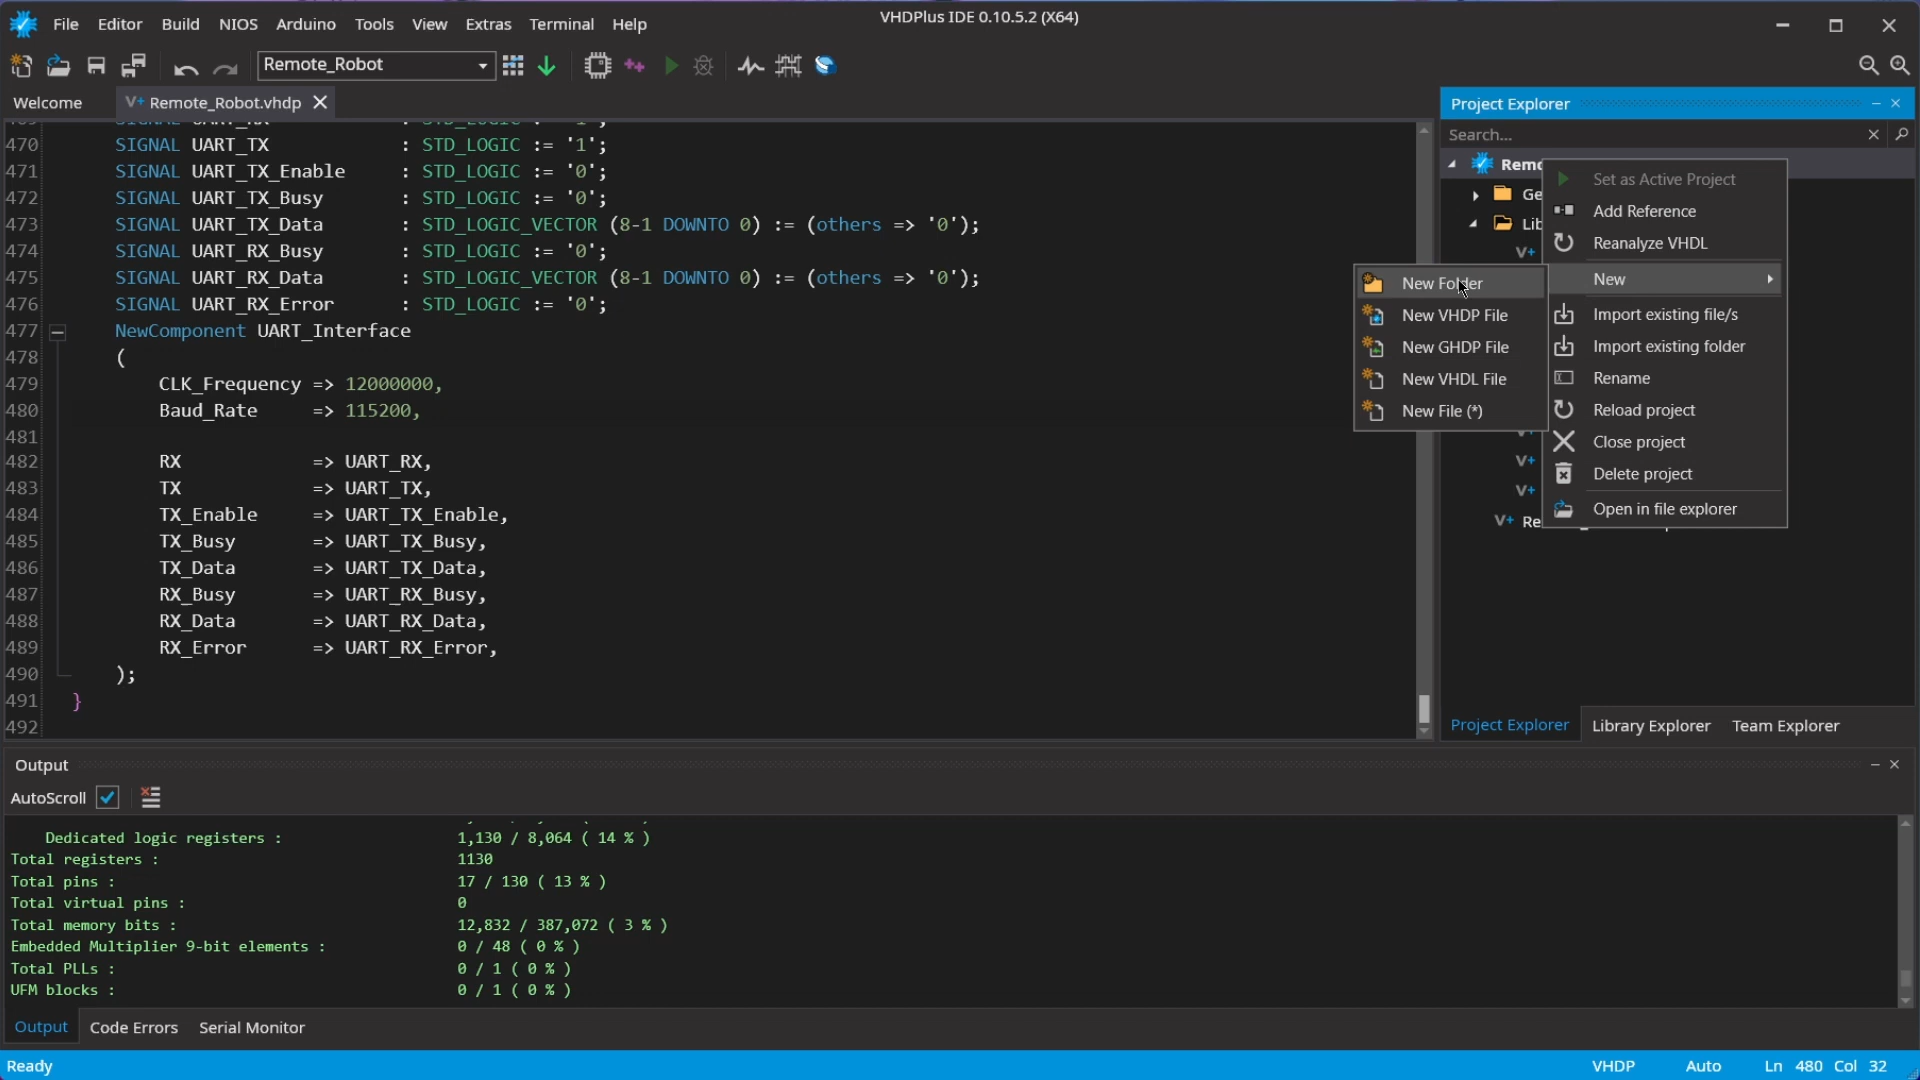 VHDPlus IDE 0.10.5.2 (X64)
File Editor Build NIOS Arduino Tools View Extras Terminal Help
Remote_Robot
Welcome V+ Remote_Robot.vhdp
470 SIGNAL UART_TX : STD_LOGIC := '1';
471 SIGNAL UART_TX_Enable : STD_LOGIC := '0';
472 SIGNAL UART_TX_Busy : STD_LOGIC := '0';
473 SIGNAL UART_TX_Data : STD_LOGIC_VECTOR (8-1 DOWNTO 0) := (others => '0');
474 SIGNAL UART_RX_Busy : STD_LOGIC := '0';
475 SIGNAL UART_RX_Data : STD_LOGIC_VECTOR (8-1 DOWNTO 0) := (others => '0');
476 SIGNAL UART_RX_Error : STD_LOGIC := '0';
477 NewComponent UART_Interface
478 (
479 CLK_Frequency => 12000000,
480 Baud_Rate => 115200,
481
482 RX => UART_RX,
483 TX => UART_TX,
484 TX_Enable => UART_TX_Enable,
485 TX_Busy => UART_TX_Busy,
486 TX_Data => UART_TX_Data,
487 RX_Busy => UART_RX_Busy,
488 RX_Data => UART_RX_Data,
489 RX_Error => UART_RX_Error,
490 );
491 }
492
Project Explorer
Search...
Set as Active Project
Add Reference
Reanalyze VHDL
New
Import existing file/s
Import existing folder
Rename
Reload project
Close project
Delete project
Open in file explorer
New Folder
New VHDP File
New GHDP File
New VHDL File
New File (*)
V+
V+
V+
V+ Re
Project Explorer Library Explorer Team Explorer
Output
AutoScroll
Dedicated logic registers : 1,130 / 8,064 ( 14 % )
Total registers : 1130
Total pins : 17 / 130 ( 13 % )
Total virtual pins : 0
Total memory bits : 12,832 / 387,072 ( 3 % )
Embedded Multiplier 9-bit elements : 0 / 48 ( 0 % )
Total PLLs : 0 / 1 ( 0 % )
UFM blocks : 0 / 1 ( 0 % )
Output Code Errors Serial Monitor
Ready VHDP Auto Ln 480 Col 32